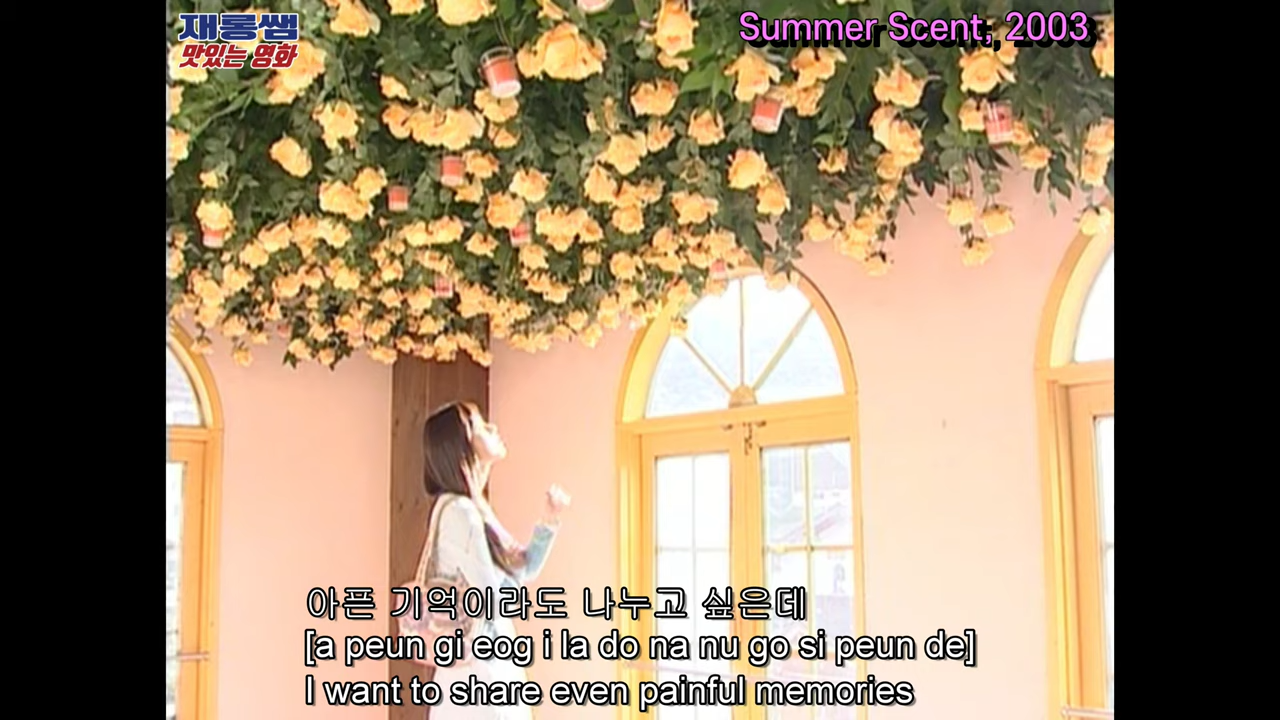 재롱쌤
맛있는 영화
Summer Scent, 2003
아픈 기억이라도 나누고 싶은데
[a peun gi eog i la do na nu go si peun de]
I want to share even painful memories